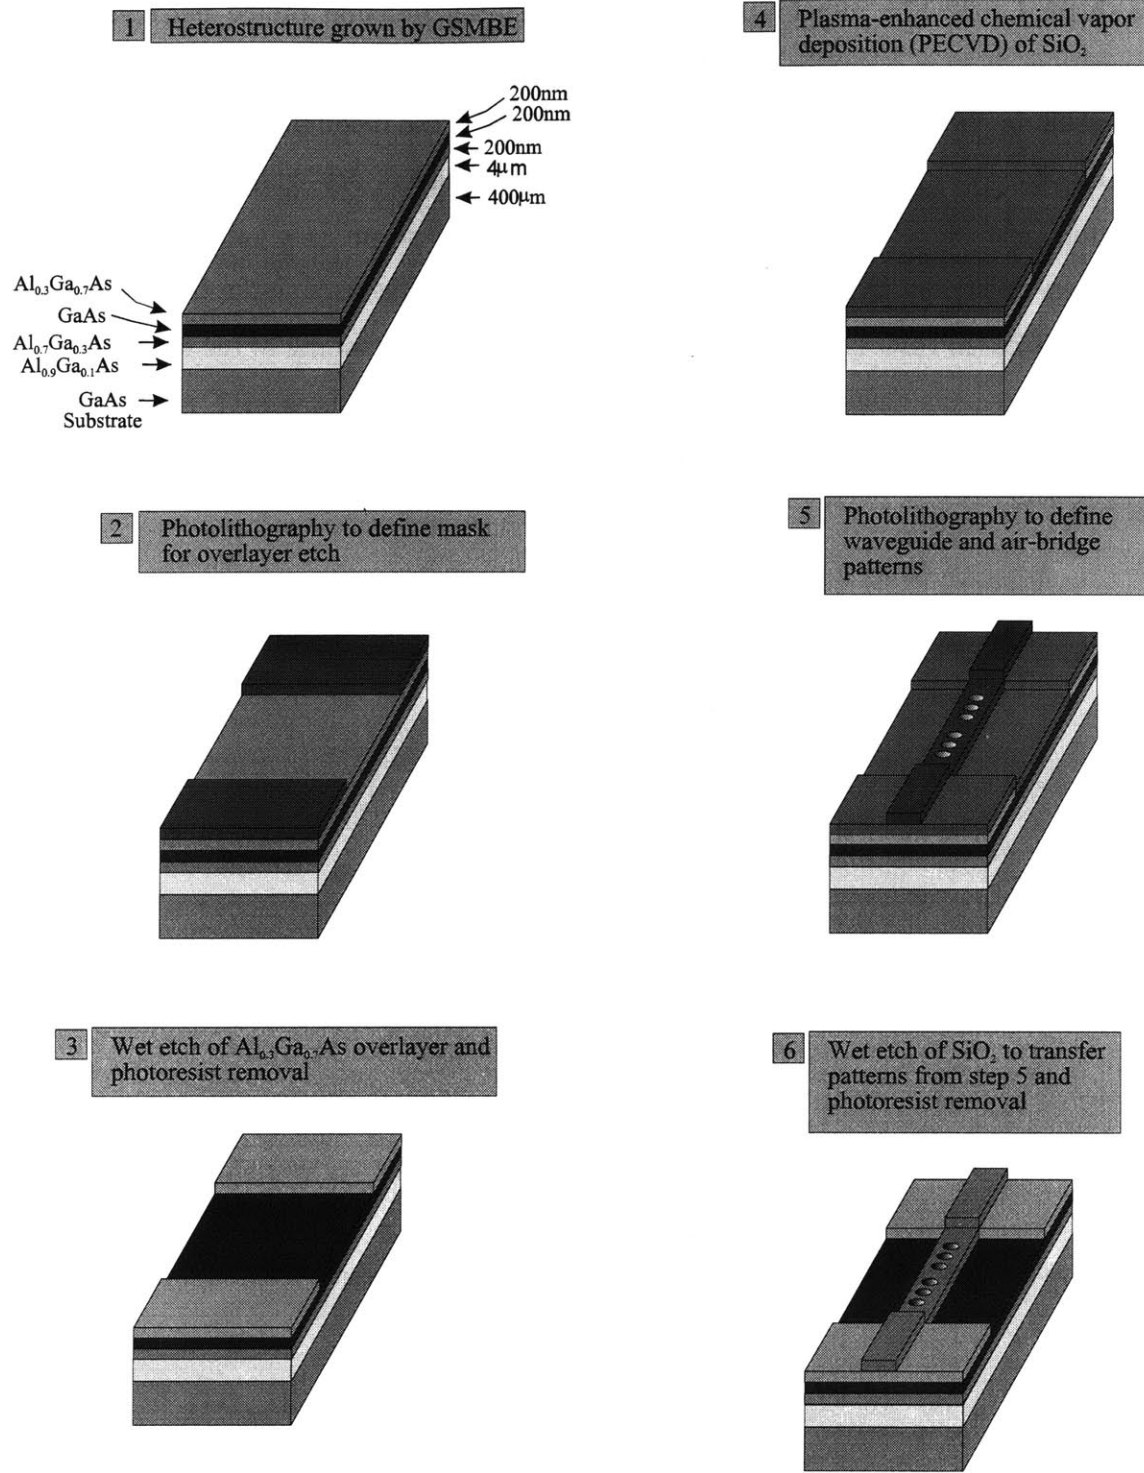 1 Heterostructure grown by GSMBE
200nm
200nm
200nm
4μm
400μm
Al₀.₃Ga₀.₇As
GaAs
Al₀.₇Ga₀.₃As
Al₀.₉Ga₀.₁As
GaAs
Substrate
2 Photolithography to define mask
for overlayer etch
3 Wet etch of Al₀.₃Ga₀.₇As overlayer and
photoresist removal
4 Plasma-enhanced chemical vapor
deposition (PECVD) of SiO₂
5 Photolithography to define
waveguide and air-bridge
patterns
6 Wet etch of SiO₂ to transfer
patterns from step 5 and
photoresist removal